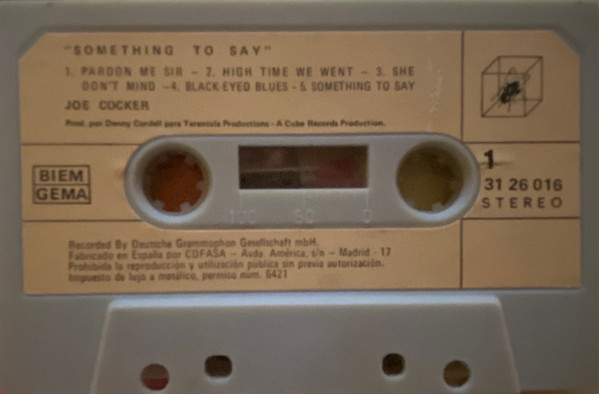 "SOMETHING TO SAY"
1. PARDON ME SIR – 2. HIGH TIME WE WENT – 3. SHE
DON'T MIND – 4. BLACK-EYED BLUES - 5. SOMETHING TO SAY
JOE COCKER
Prod. por Denny Cordell para Tarantula Productions - A Cube Records Production.
BIEM
GEMA
1
31 26 016
STEREO
100 50 0
Recorded By Deutsche Grammophon Gesellschaft mbH.
Fabricado en España por COFASA – Avda. América, s/n – Madrid - 17
Prohibida la reproducción y utilización pública sin previa autorización.
Impuesto de lujo a metálico, permiso núm. 6421